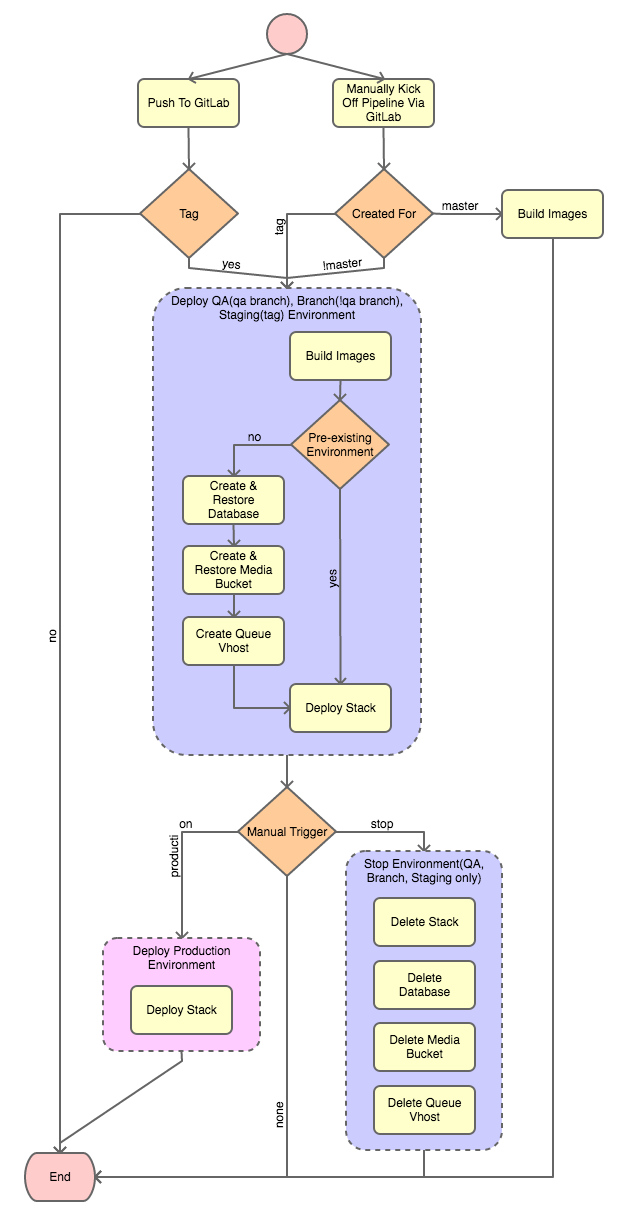 Push To GitLab
Manually Kick
Off Pipeline Via
GitLab
Tag
Created For
master
Build Images
tag
yes
!master
Deploy QA(qa branch), Branch(!qa branch),
Staging(tag) Environment
Build Images
Pre-existing
Environment
no
Create &
Restore
Database
Create &
Restore Media
Bucket
yes
no
Create Queue
Vhost
Deploy Stack
Manual Trigger
on
producti
stop
Stop Environment(QA,
Branch, Staging only)
Delete Stack
Deploy Production
Environment
Delete
Database
Deploy Stack
Delete Media
Bucket
none
Delete Queue
Vhost
End